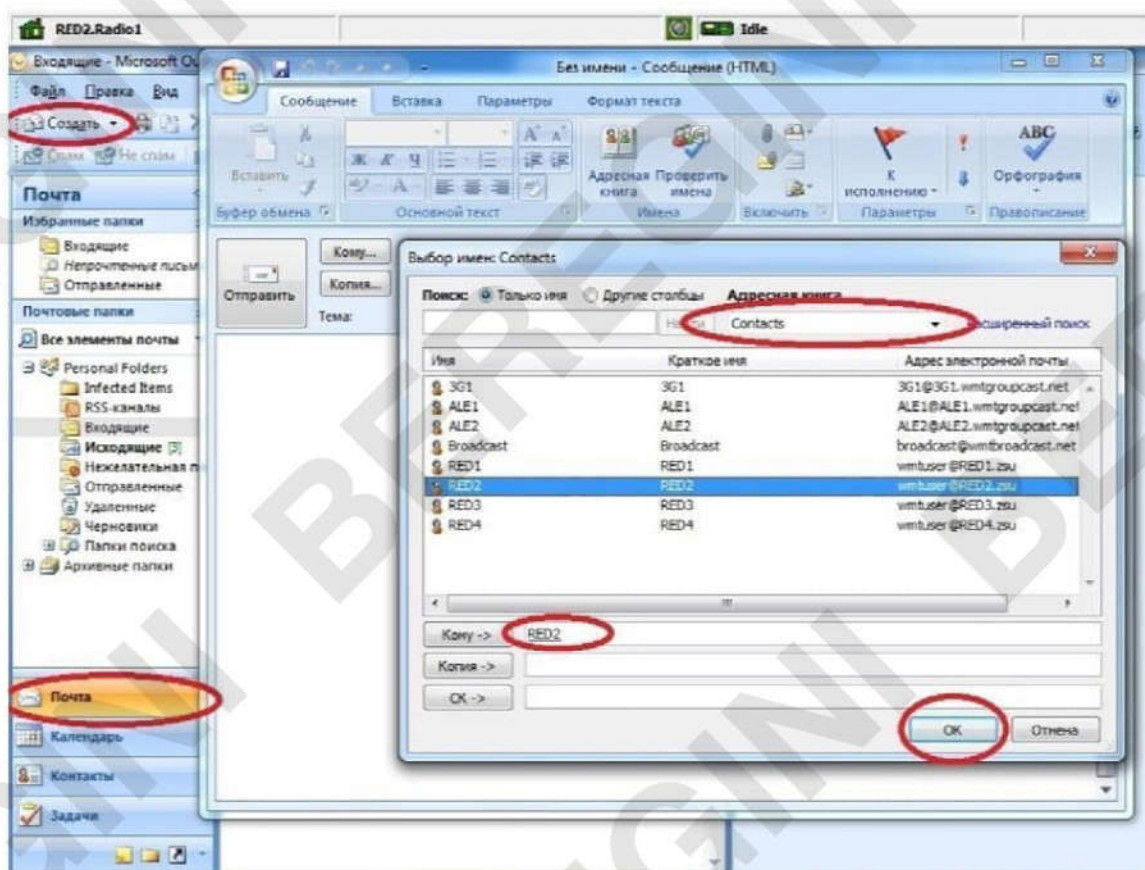 RED2.Radio1
Idle
Входящие - Microsoft Ou
Без имени - Сообщение (HTML)
Файл Правка Вид
Сообщение Вставка Параметры Формат текста
Создать
Спам Не спам
Вставить
Ж К Ч
Адресная книга
Проверить имена
К исполнению
ABC
Орфография
Буфер обмена
Основной текст
Имена
Включить
Параметры
Правописание
Почта
Избранные папки
Входящие
Непрочтенные письм
Отправленные
Почтовые папки
Все элементы почты
Personal Folders
Infected Items
RSS-каналы
Входящие
Исходящие [3]
Нежелательная п
Отправленные
Удаленные
Черновики
Папки поиска
Архивные папки
Почта
Календарь
Контакты
Задачи
Отправить
Кому...
Копия...
Тема:
Выбор имен: Contacts
Поиск: Только имя Другие столбцы Адресная книга
Найти Contacts сширенный поиск
Имя Краткое имя Адрес электронной почты
3G1 3G1 3G1@3G1.wmtgroupcast.net
ALE1 ALE1 ALE1@ALE1.wmtgroupcast.net
ALE2 ALE2 ALE2@ALE2.wmtgroupcast.net
Broadcast Broadcast broadcast@wmtbroadcast.net
RED1 RED1 wmtuser@RED1.zsu
RED2 RED2 wmtuser@RED2.zsu
RED3 RED3 wmtuser@RED3.zsu
RED4 RED4 wmtuser@RED4.zsu
Кому -> RED2
Копия ->
СК ->
ОК Отмена
BEREGINI